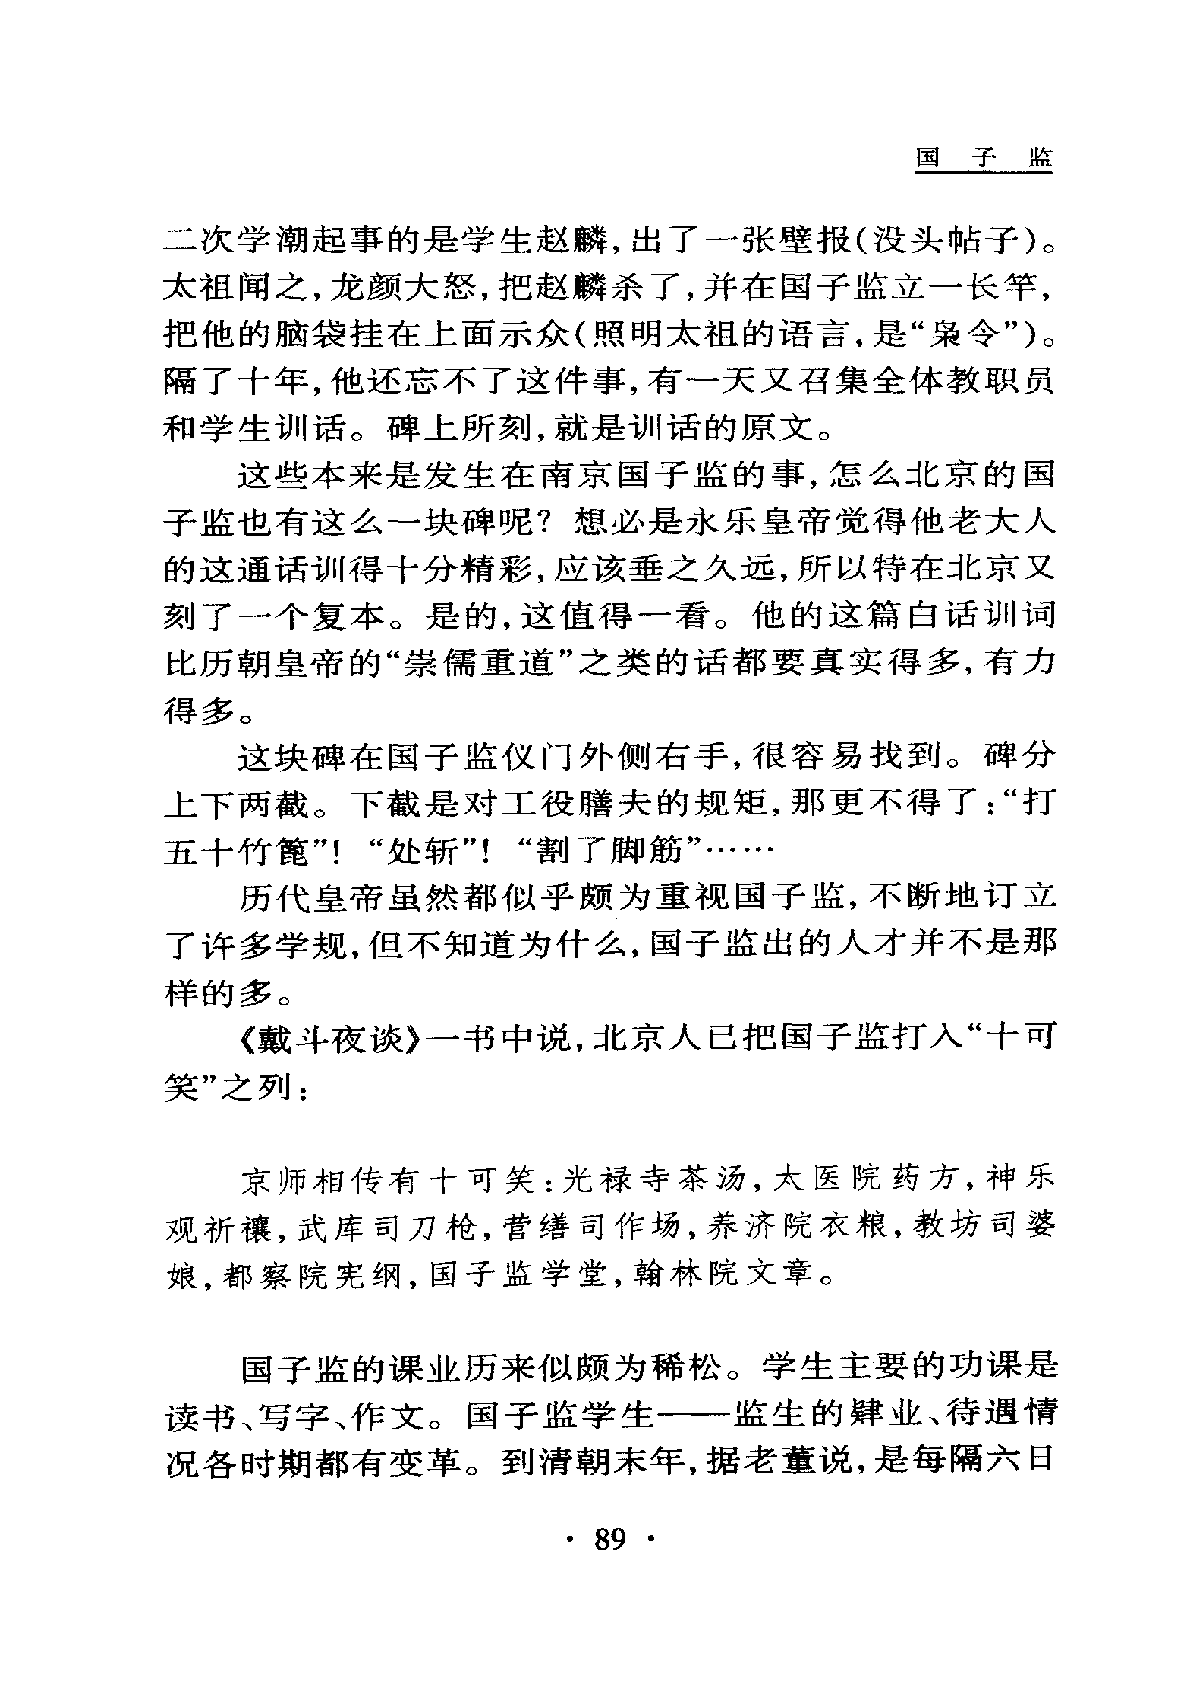 国子监
二次学潮起事的是学生赵麟,出了一张壁报(没头帖子)。
太祖闻之,龙颜大怒,把赵麟杀了,并在国子监立一长竿,
把他的脑袋挂在上面示众(照明太祖的语言,是“枭令”)。
隔了十年,他还忘不了这件事,有一天又召集全体教职员
和学生训话。碑上所刻,就是训话的原文。
这些本来是发生在南京国子监的事,怎么北京的国
子监也有这么一块碑呢?想必是永乐皇帝觉得他老大人
的这通话训得十分精彩,应该垂之久远,所以特在北京又
刻了一个复本。是的,这值得一看。他的这篇白话训词
比历朝皇帝的“崇儒重道”之类的话都要真实得多,有力
得多。
这块碑在国子监仪门外侧右手,很容易找到。碑分
上下两截。下截是对工役膳夫的规矩,那更不得了:“打
五十竹篦”!“处斩”!“割了脚筋”……
历代皇帝虽然都似乎颇为重视国子监,不断地订立
了许多学规,但不知道为什么,国子监出的人才并不是那
样的多。
《戴斗夜谈》一书中说,北京人已把国子监打入“十可
笑”之列:
京师相传有十可笑:光禄寺茶汤,太医院药方,神乐
观祈禳,武库司刀枪,营缮司作场,养济院衣粮,教坊司婆
娘,都察院宪纲,国子监学堂,翰林院文章。
国子监的课业历来似颇为稀松。学生主要的功课是
读书、写字、作文。国子监学生——监生的肄业、待遇情
况各时期都有变革。到清朝末年,据老董说,是每隔六日
· 89 ·